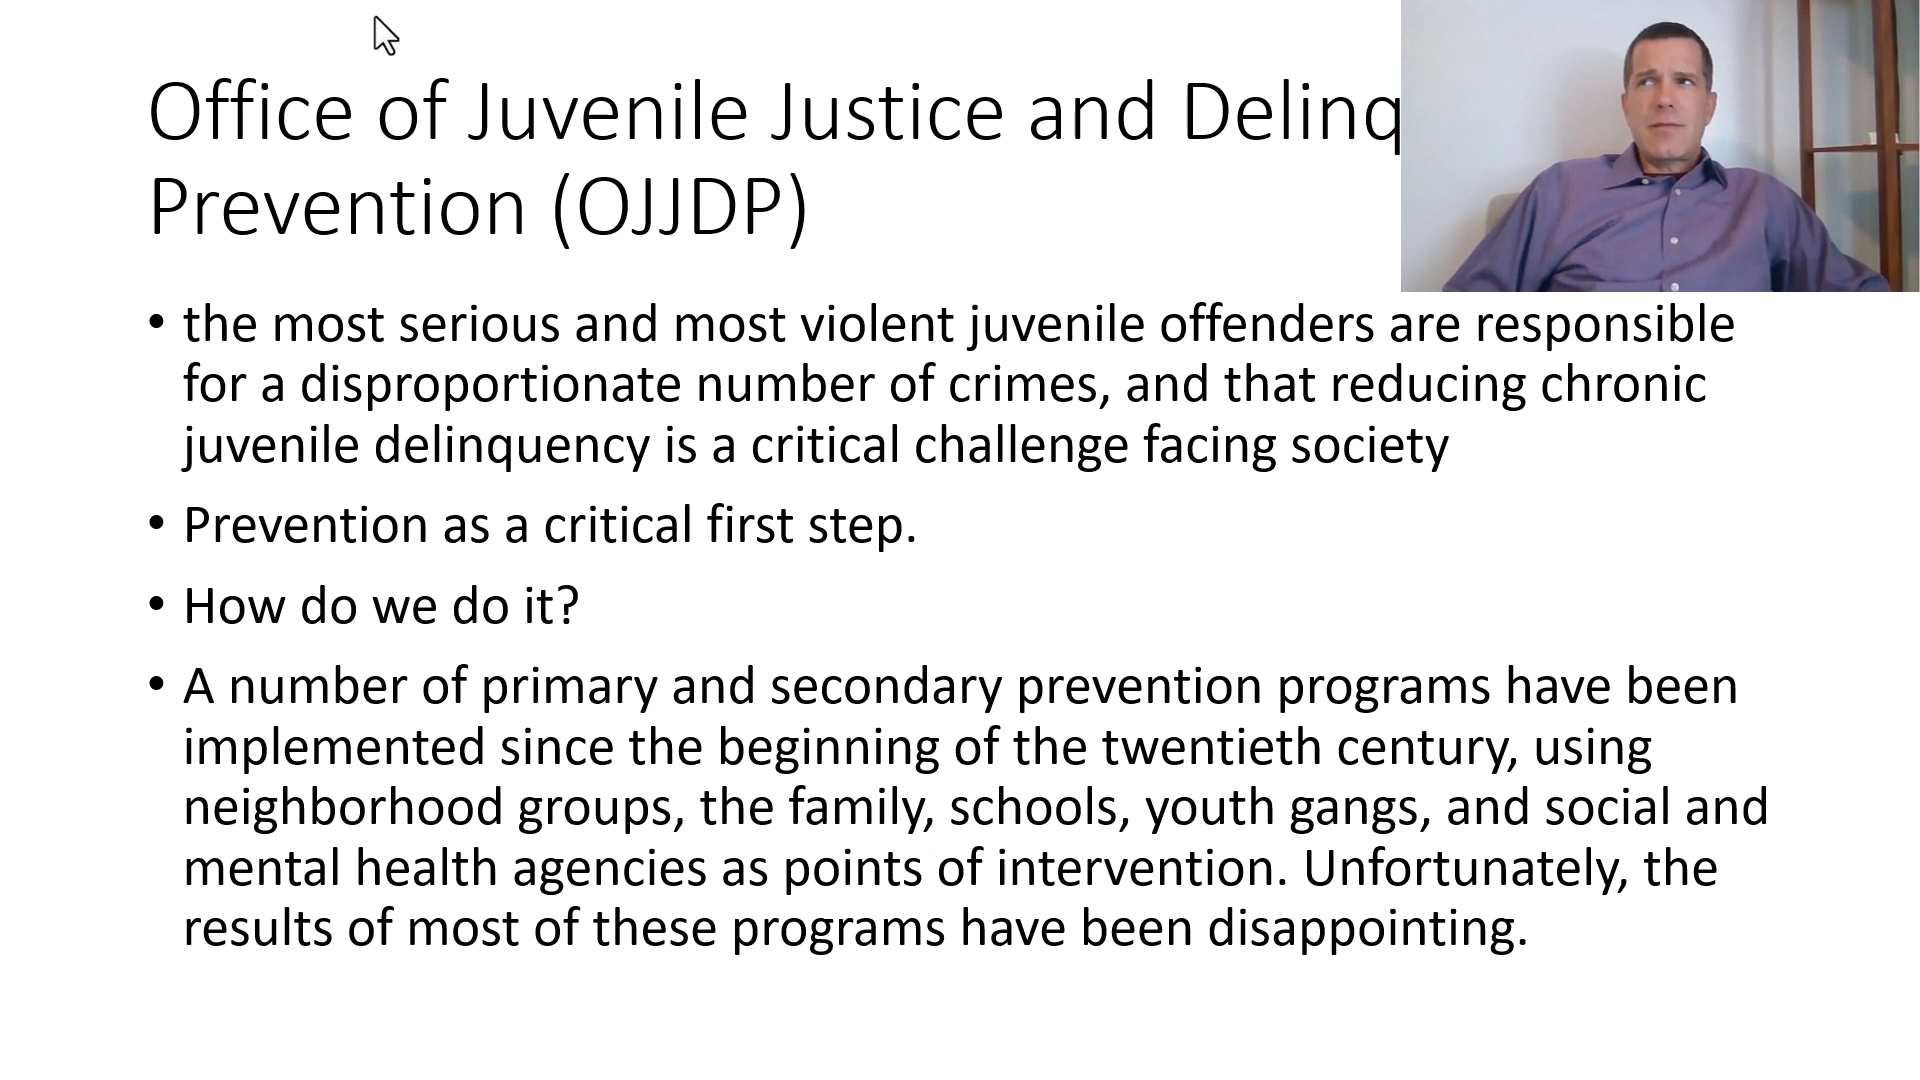 Office of Juvenile Justice and Delinq
Prevention (OJJDP)
• the most serious and most violent juvenile offenders are responsible
for a disproportionate number of crimes, and that reducing chronic
juvenile delinquency is a critical challenge facing society
• Prevention as a critical first step.
• How do we do it?
• A number of primary and secondary prevention programs have been
implemented since the beginning of the twentieth century, using
neighborhood groups, the family, schools, youth gangs, and social and
mental health agencies as points of intervention. Unfortunately, the
results of most of these programs have been disappointing.